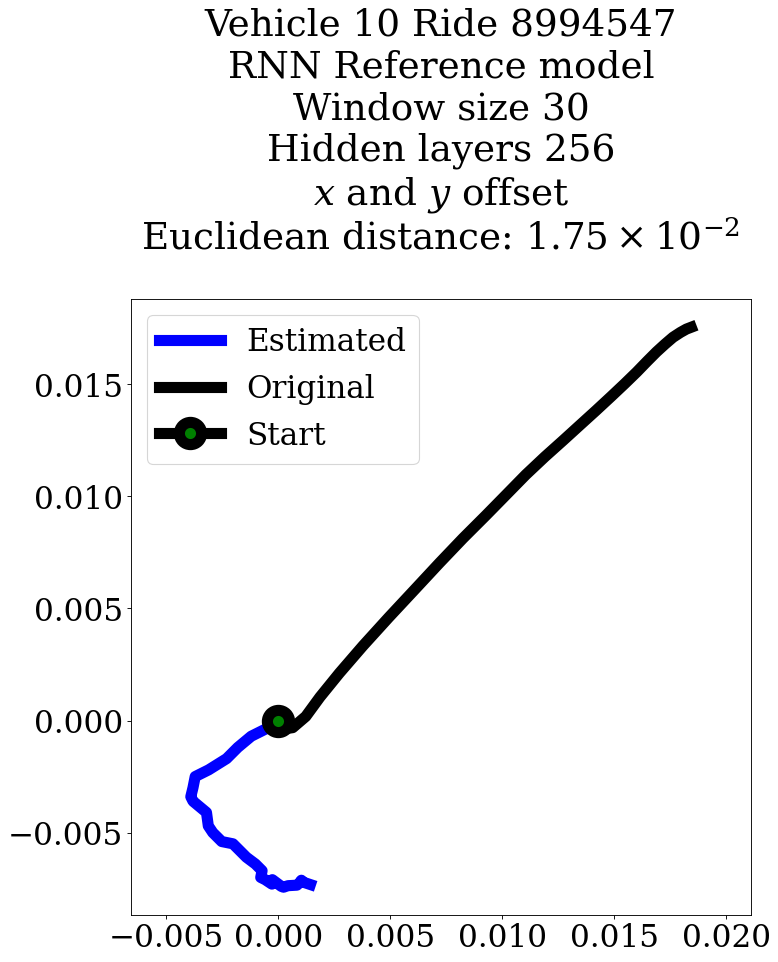 Vehicle 10 Ride 8994547
RNN Reference model
Window size 30
Hidden layers 256
x and y offset
Euclidean distance: 1.75 × 10⁻²
Estimated
Original
Start
0.015
0.010
0.005
0.000
−0.005
−0.005 0.000 0.005 0.010 0.015 0.020